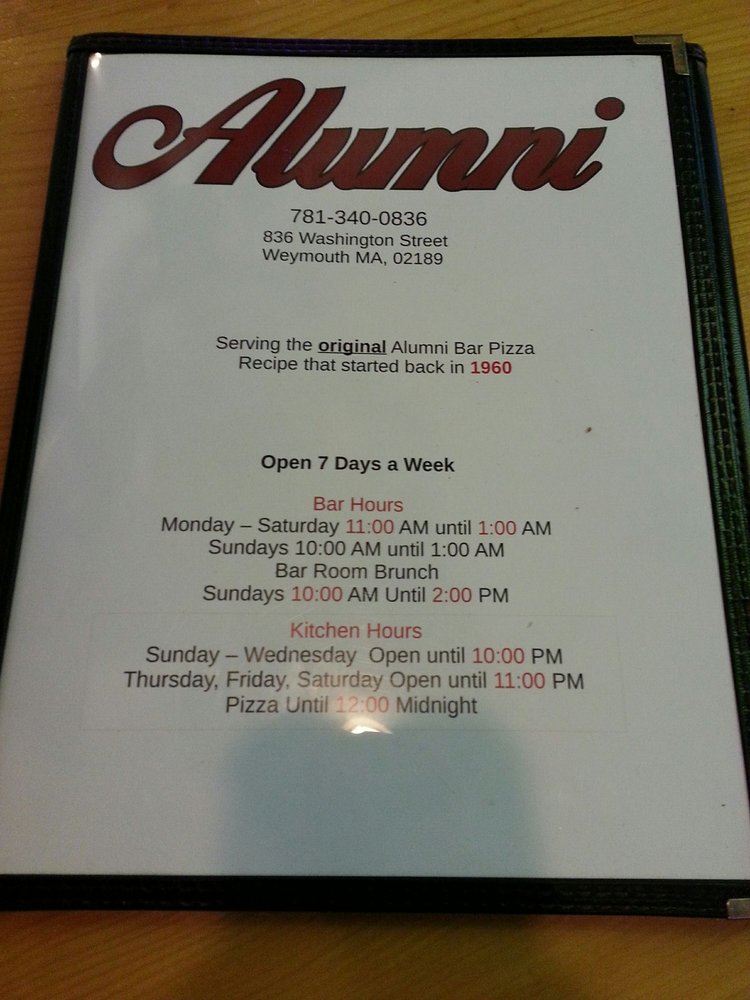 Alumni
781-340-0836
836 Washington Street
Weymouth MA, 02189
Serving the original Alumni Bar Pizza
Recipe that started back in 1960
Open 7 Days a Week
Bar Hours
Monday – Saturday 11:00 AM until 1:00 AM
Sundays 10:00 AM until 1:00 AM
Bar Room Brunch
Sundays 10:00 AM Until 2:00 PM
Kitchen Hours
Sunday – Wednesday Open until 10:00 PM
Thursday, Friday, Saturday Open until 11:00 PM
Pizza Until 12:00 Midnight